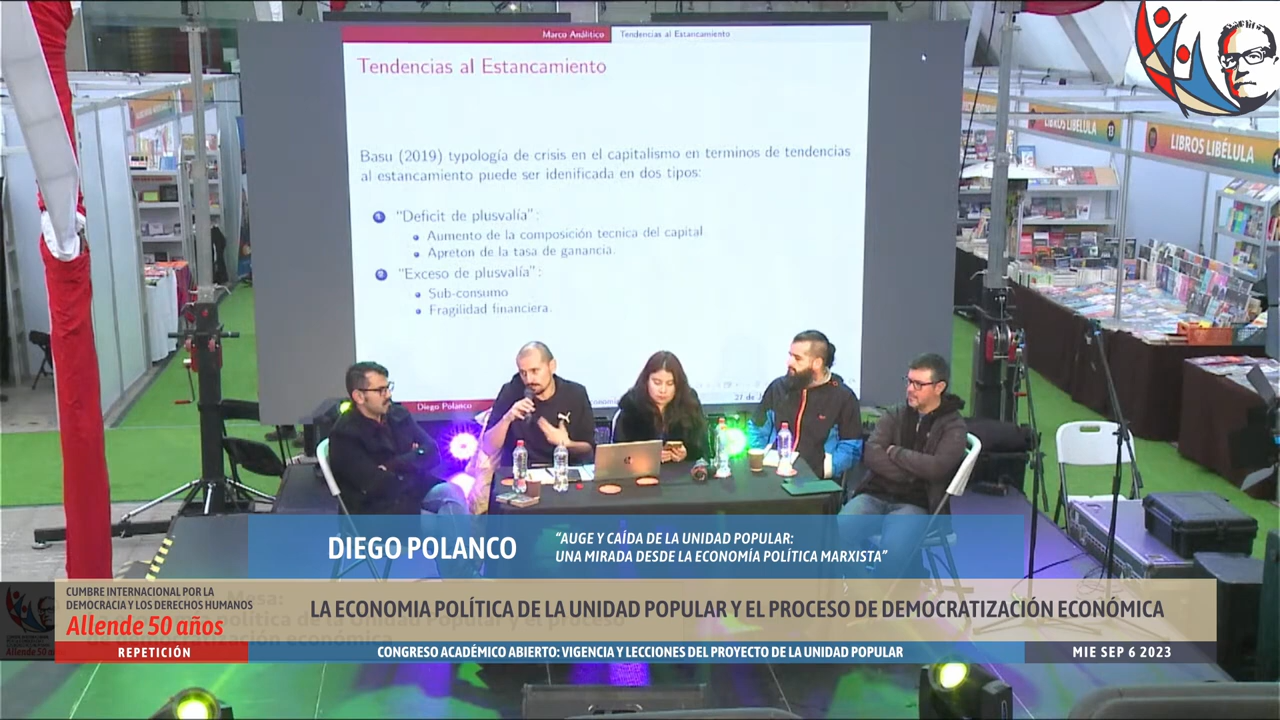 Marco Análitico
Tendencias al Estancamiento
Tendencias al Estancamiento
Basu (2019) typología de crisis en el capitalismo en terminos de tendencias
al estancamiento puede ser identificada en dos tipos:
1 "Deficit de plusvalía":
Aumento de la composición tecnica del capital.
Apreton de la tasa de ganancia.
2 "Exceso de plusvalía":
Sub-consumo
Fragilidad financiera.
Diego Polanco
27 de J
LIBROS LIBÉLULA
LIBROS LIBÉLULA
DIEGO POLANCO
"AUGE Y CAÍDA DE LA UNIDAD POPULAR:
UNA MIRADA DESDE LA ECONOMÍA POLÍTICA MARXISTA"
CUMBRE INTERNACIONAL POR LA
DEMOCRACIA Y LOS DERECHOS HUMANOS
Allende 50 años
LA ECONOMIA POLÍTICA DE LA UNIDAD POPULAR Y EL PROCESO DE DEMOCRATIZACIÓN ECONÓMICA
REPETICIÓN
CONGRESO ACADÉMICO ABIERTO: VIGENCIA Y LECCIONES DEL PROYECTO DE LA UNIDAD POPULAR
MIE SEP 6 2023